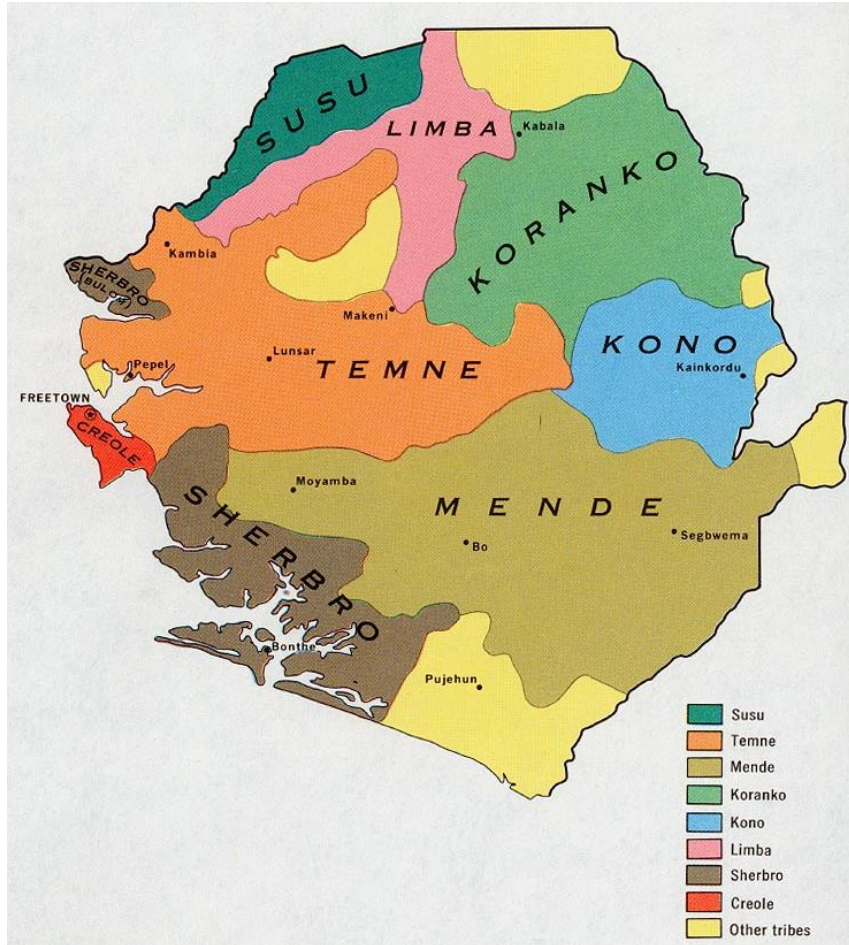 SUSU
LIMBA
Kabala
KORANKO
Kambia
SHERBRO
(BULOM)
Makeni
Lunsar
TEMNE
KONO
Kainkordu
Pepel
FREETOWN
CREOLE
Moyamba
MENDE
SHERBRO
Bo
Segbwema
Bonthe
Pujehun
Susu
Temne
Mende
Koranko
Kono
Limba
Sherbro
Creole
Other tribes